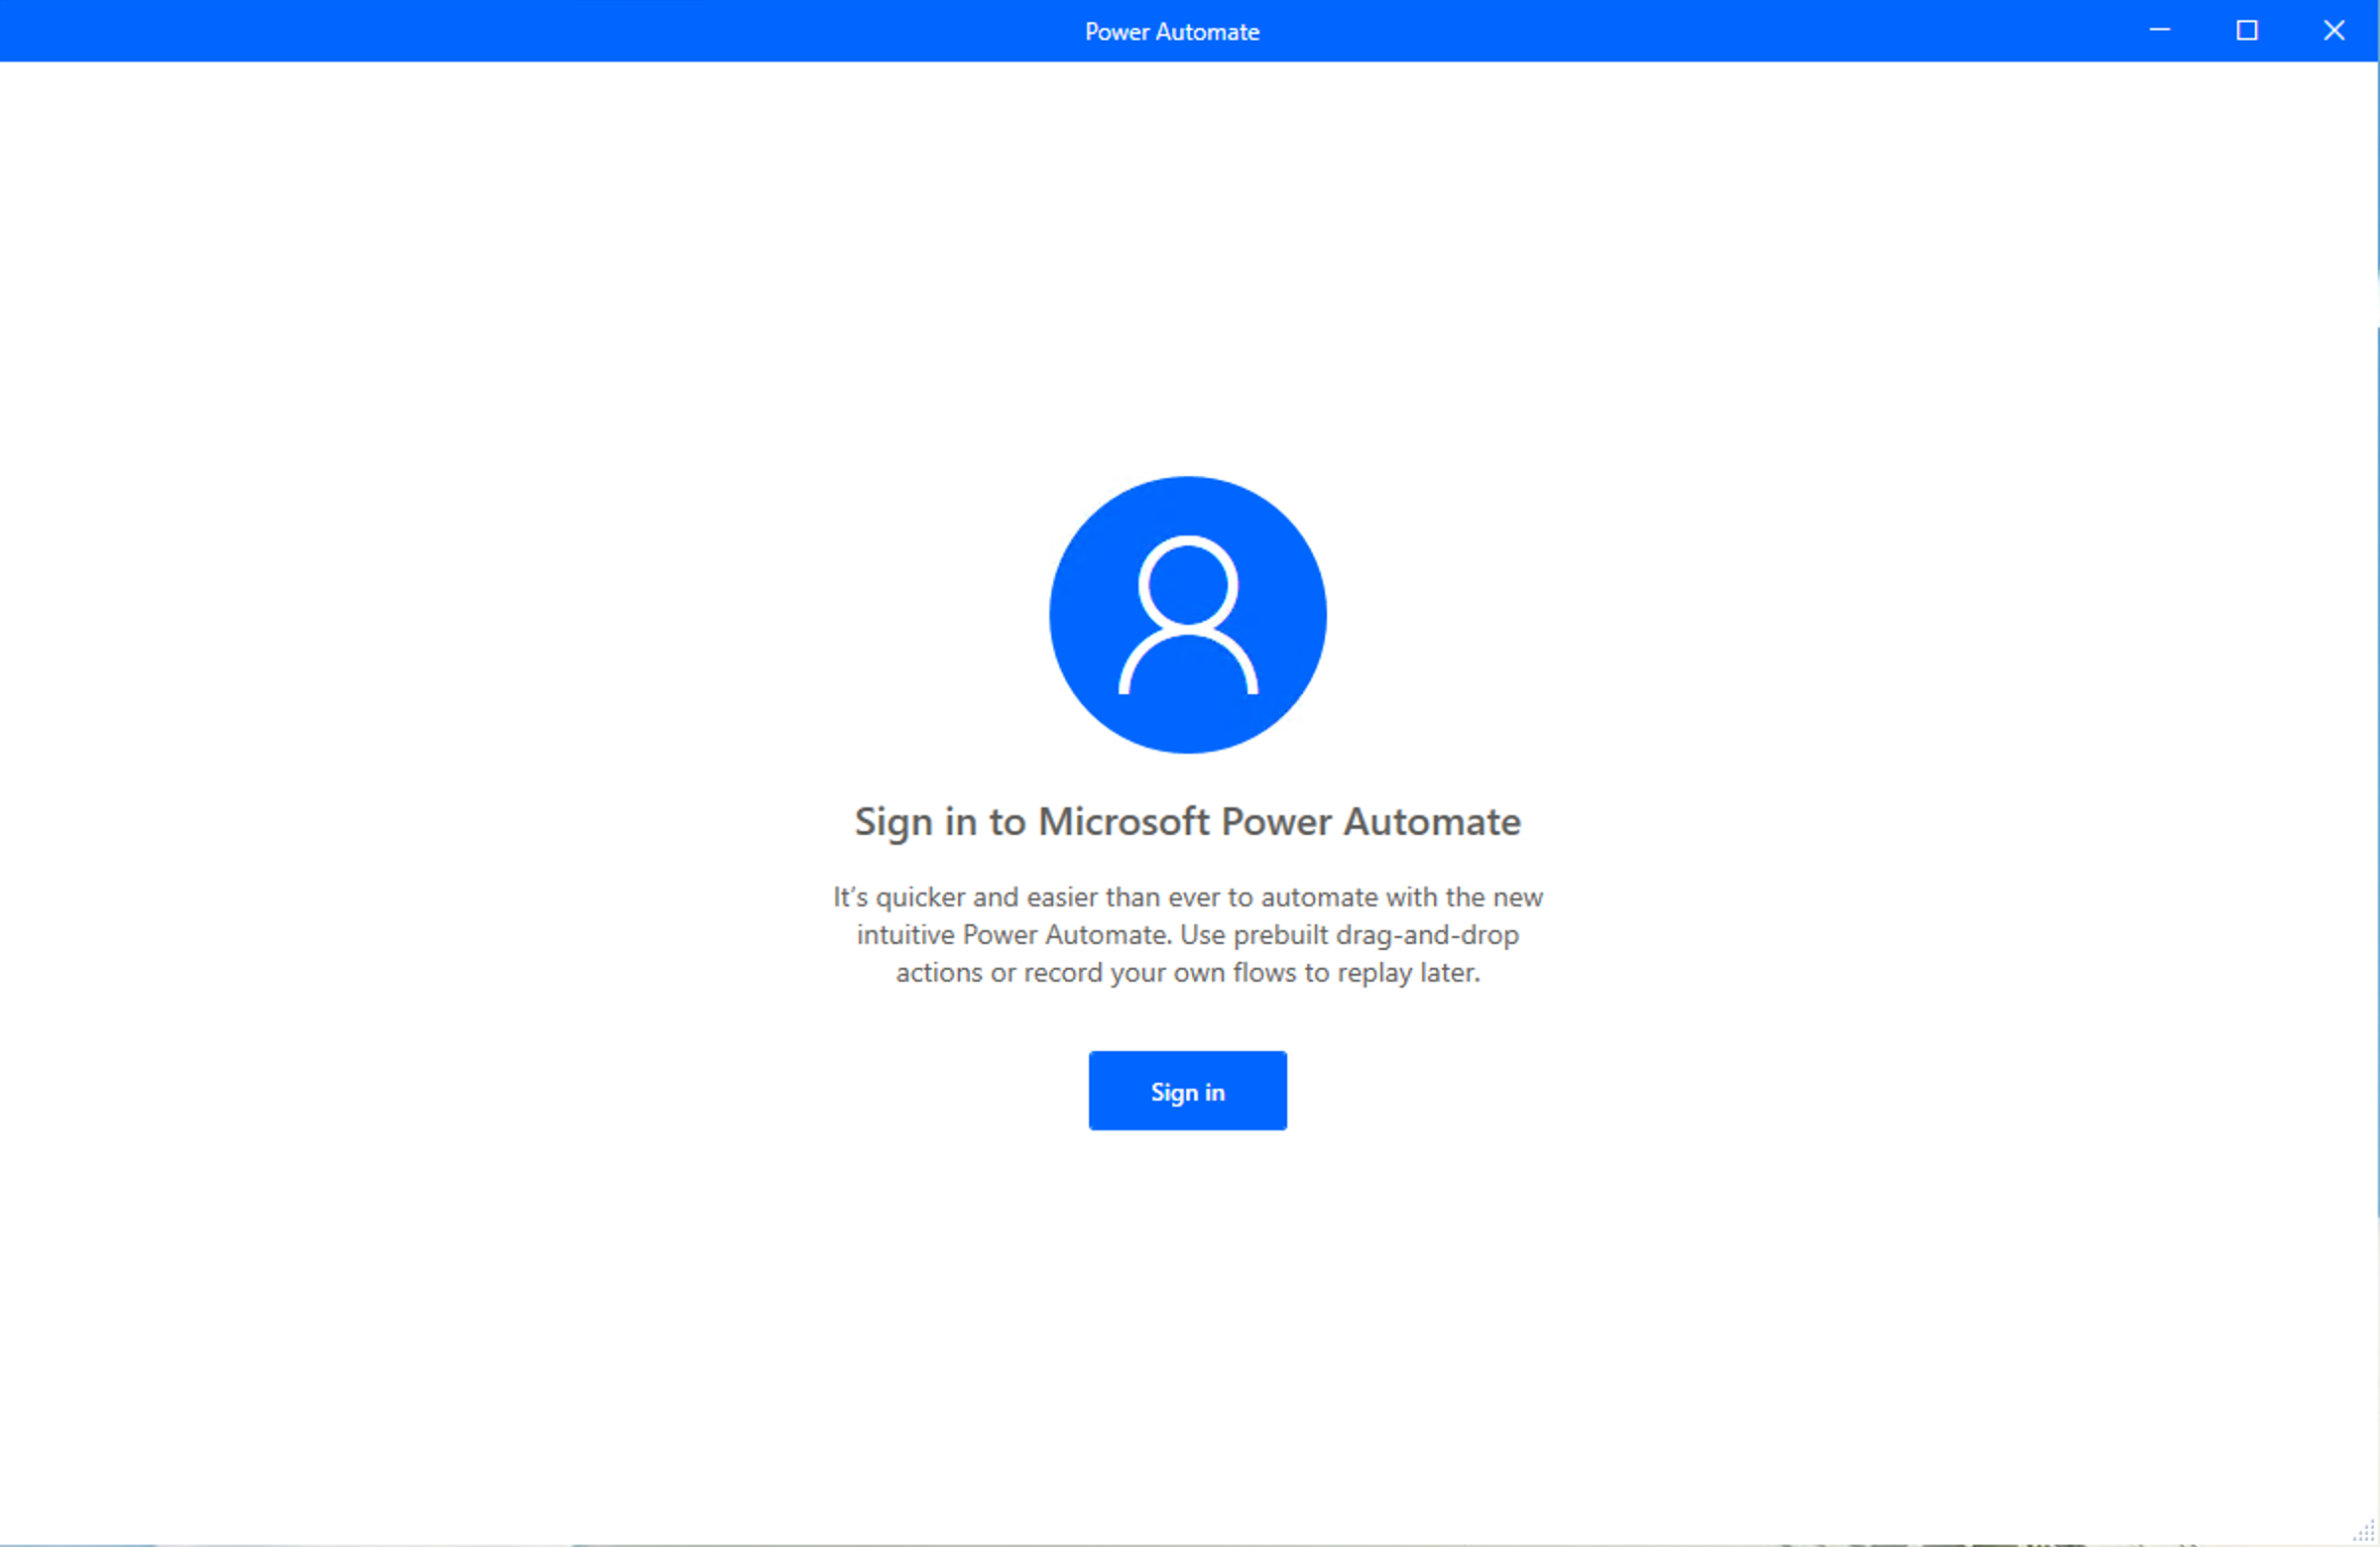 Power Automate
Sign in to Microsoft Power Automate
It’s quicker and easier than ever to automate with the new
intuitive Power Automate. Use prebuilt drag-and-drop
actions or record your own flows to replay later.
Sign in